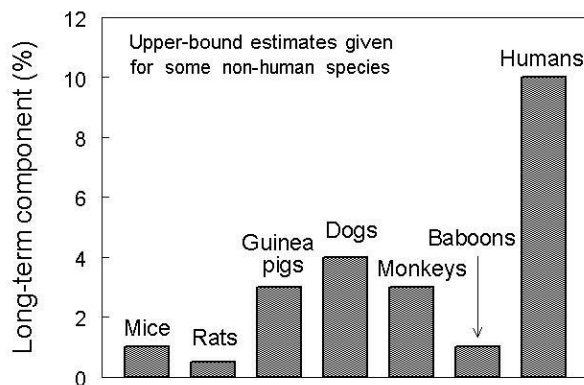 12
10
8
6
4
2
0
Long-term component (%)
Upper-bound estimates given
for some non-human species
Mice
Rats
Guinea
pigs
Dogs
Monkeys
Baboons
Humans